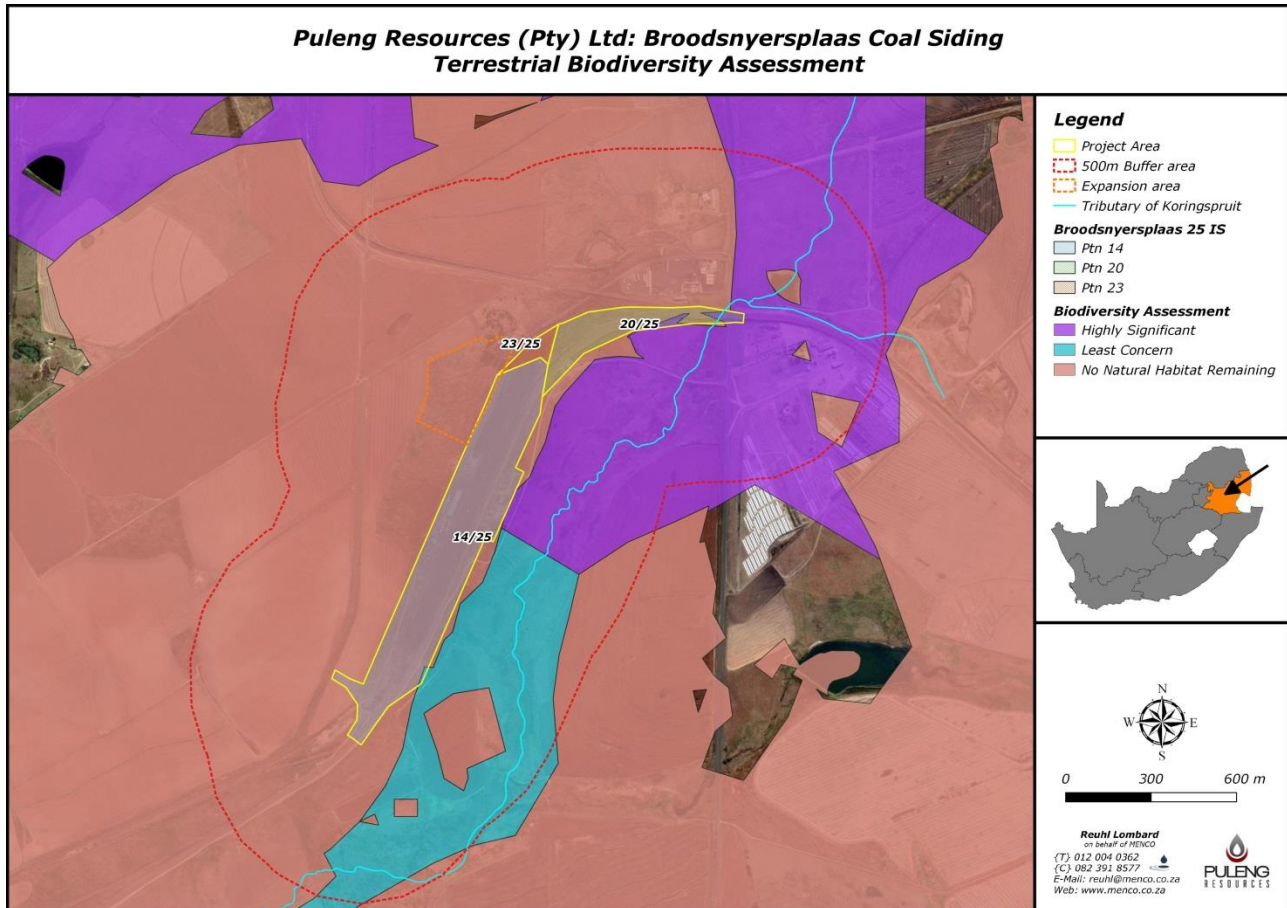 Puleng Resources (Pty) Ltd: Broodsnyersplaas Coal Siding
Terrestrial Biodiversity Assessment
23/25
20/25
14/25
Legend
Project Area
500m Buffer area
Expansion area
Tributary of Koringspruit
Broodsnyersplaas 25 IS
Ptn 14
Ptn 20
Ptn 23
Biodiversity Assessment
Highly Significant
Least Concern
No Natural Habitat Remaining
N
W E
S
0 300 600 m
Reuhl Lombard
on behalf of MENCO
{T} 012 004 0362
{C} 082 391 8577
E-Mail: reuhl@menco.co.za
Web: www.menco.co.za
PULENG
RESOURCES